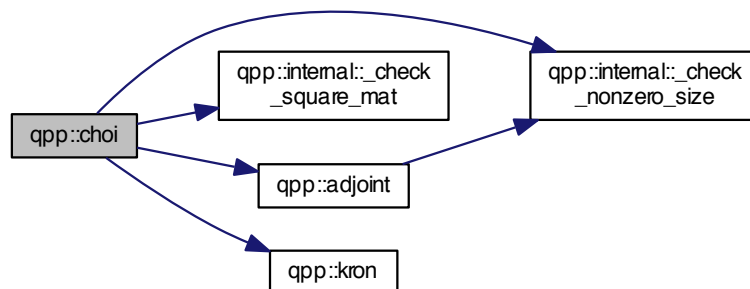 qpp::choi
qpp::internal::_check
_square_mat
qpp::internal::_check
_nonzero_size
qpp::adjoint
qpp::kron